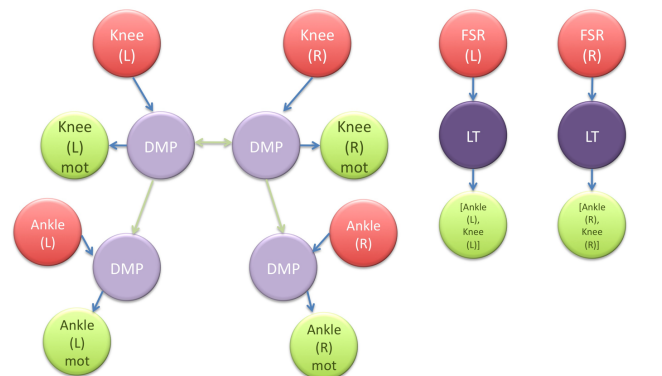 Knee
(L)
Knee
(R)
FSR
(L)
FSR
(R)
Knee
(L)
mot
DMP
DMP
Knee
(R)
mot
LT
LT
Ankle
(L)
DMP
DMP
Ankle
(R)
[Ankle
(L),
Knee
(L)]
[Ankle
(R),
Knee
(R)]
Ankle
(L)
mot
Ankle
(R)
mot